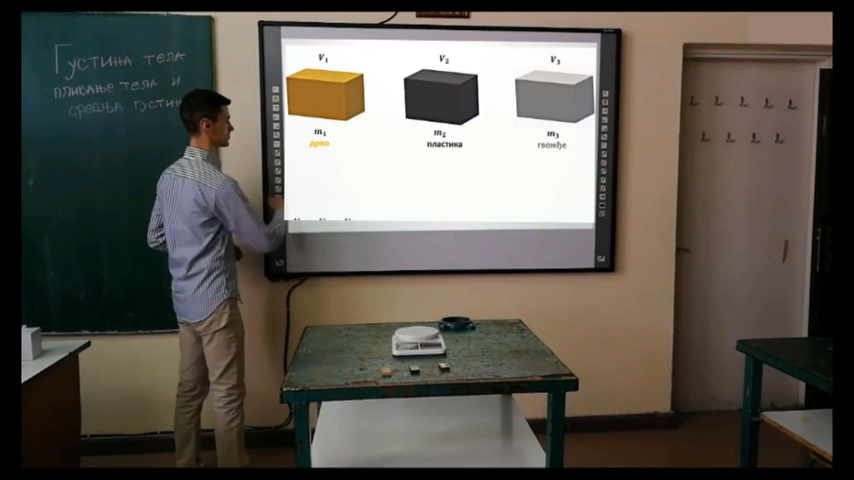 Густина тела
пливање тела и
средња густин
V₁ V₂ V₃
m₁ m₂ m₃
дрво пластика гвожђе